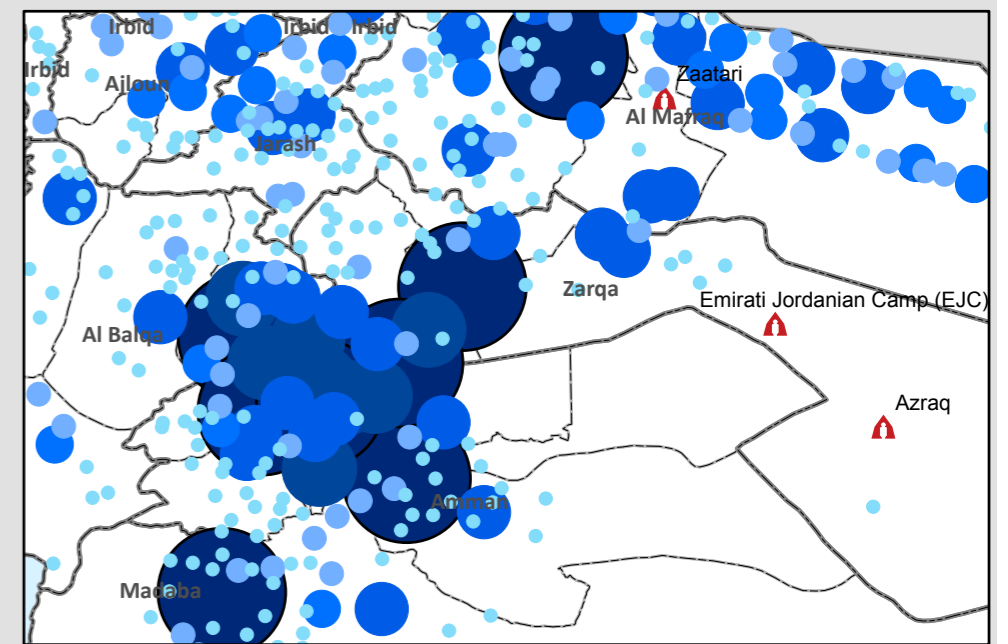 Irbid
Irbid
Irbid
Irbid
Ajloun
Zaatari
Al Mafraq
Jarash
Zarqa
Emirati Jordanian Camp (EJC)
Al Balqa
Azraq
Amman
Madaba